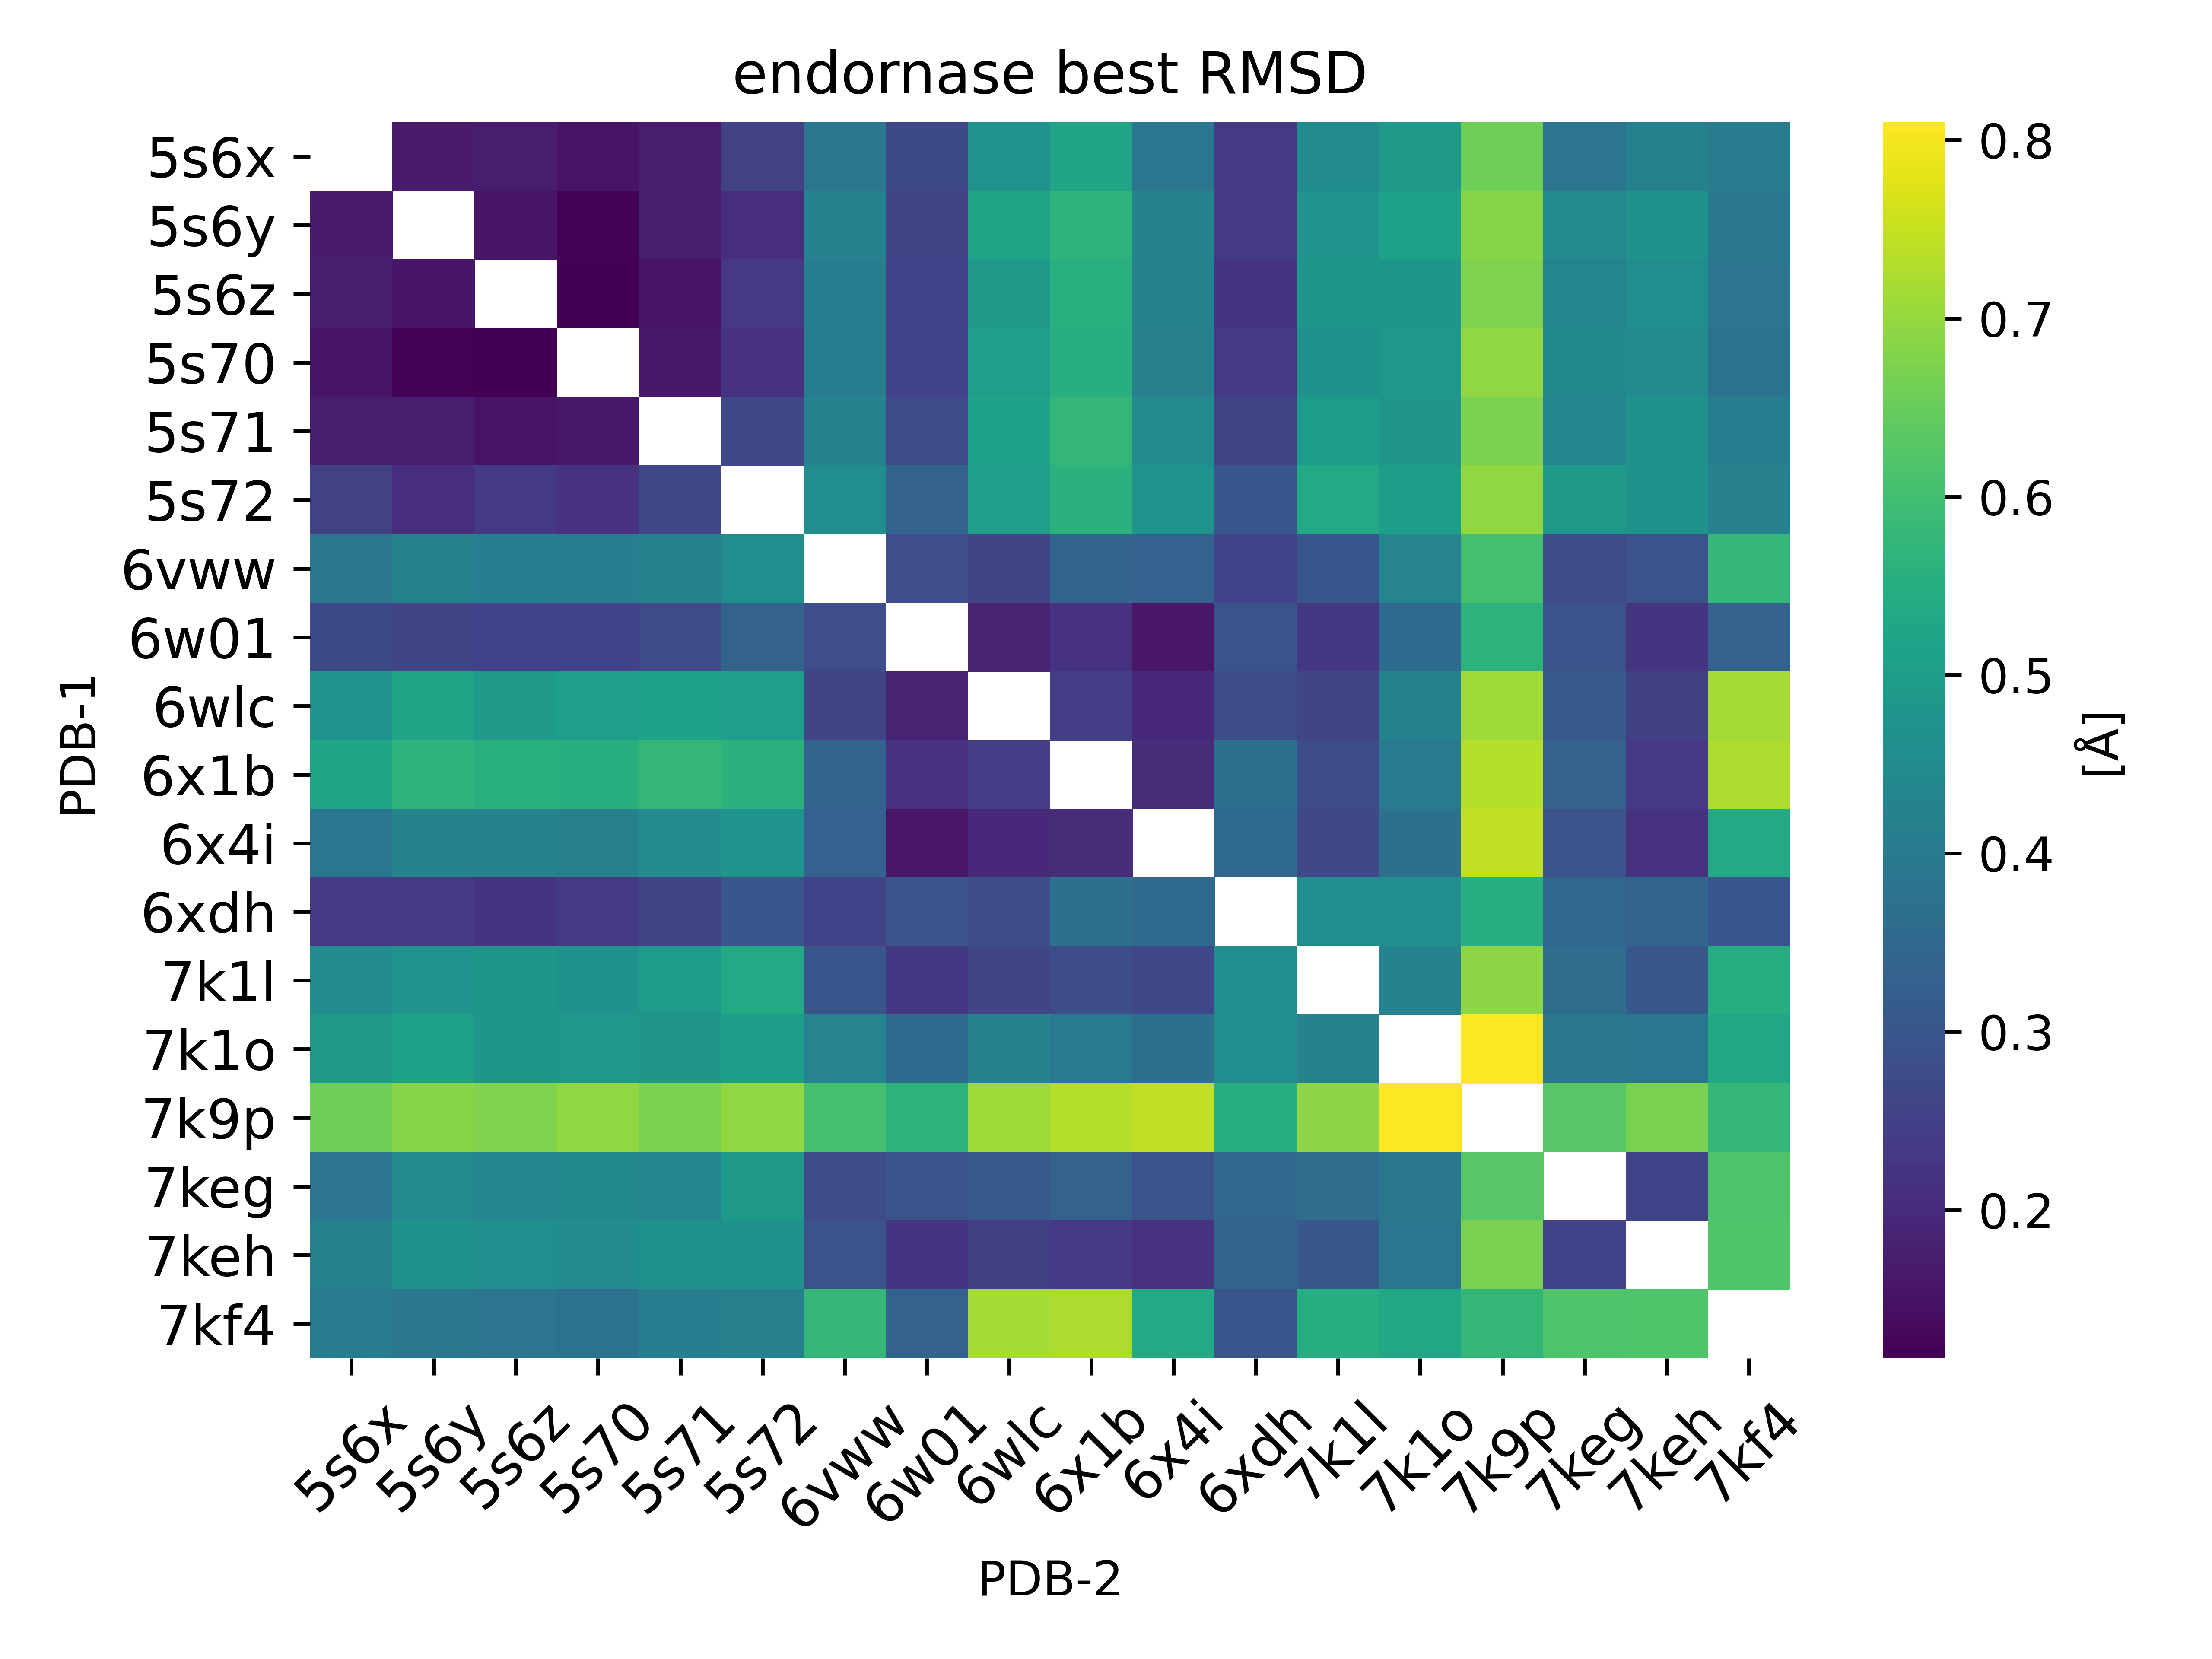 endornase best RMSD
5s6x
5s6y
5s6z
5s70
5s71
5s72
6vww
6w01
6wlc
6x1b
6x4i
6xdh
7k1l
7k1o
7k9p
7keg
7keh
7kf4
PDB-1
5s6x 5s6y 5s6z 5s70 5s71 5s72 6vww 6w01 6wlc 6x1b 6x4i 6xdh 7k1l 7k1o 7k9p 7keg 7keh 7kf4
PDB-2
0.8
0.7
0.6
0.5
0.4
0.3
0.2
[Å]